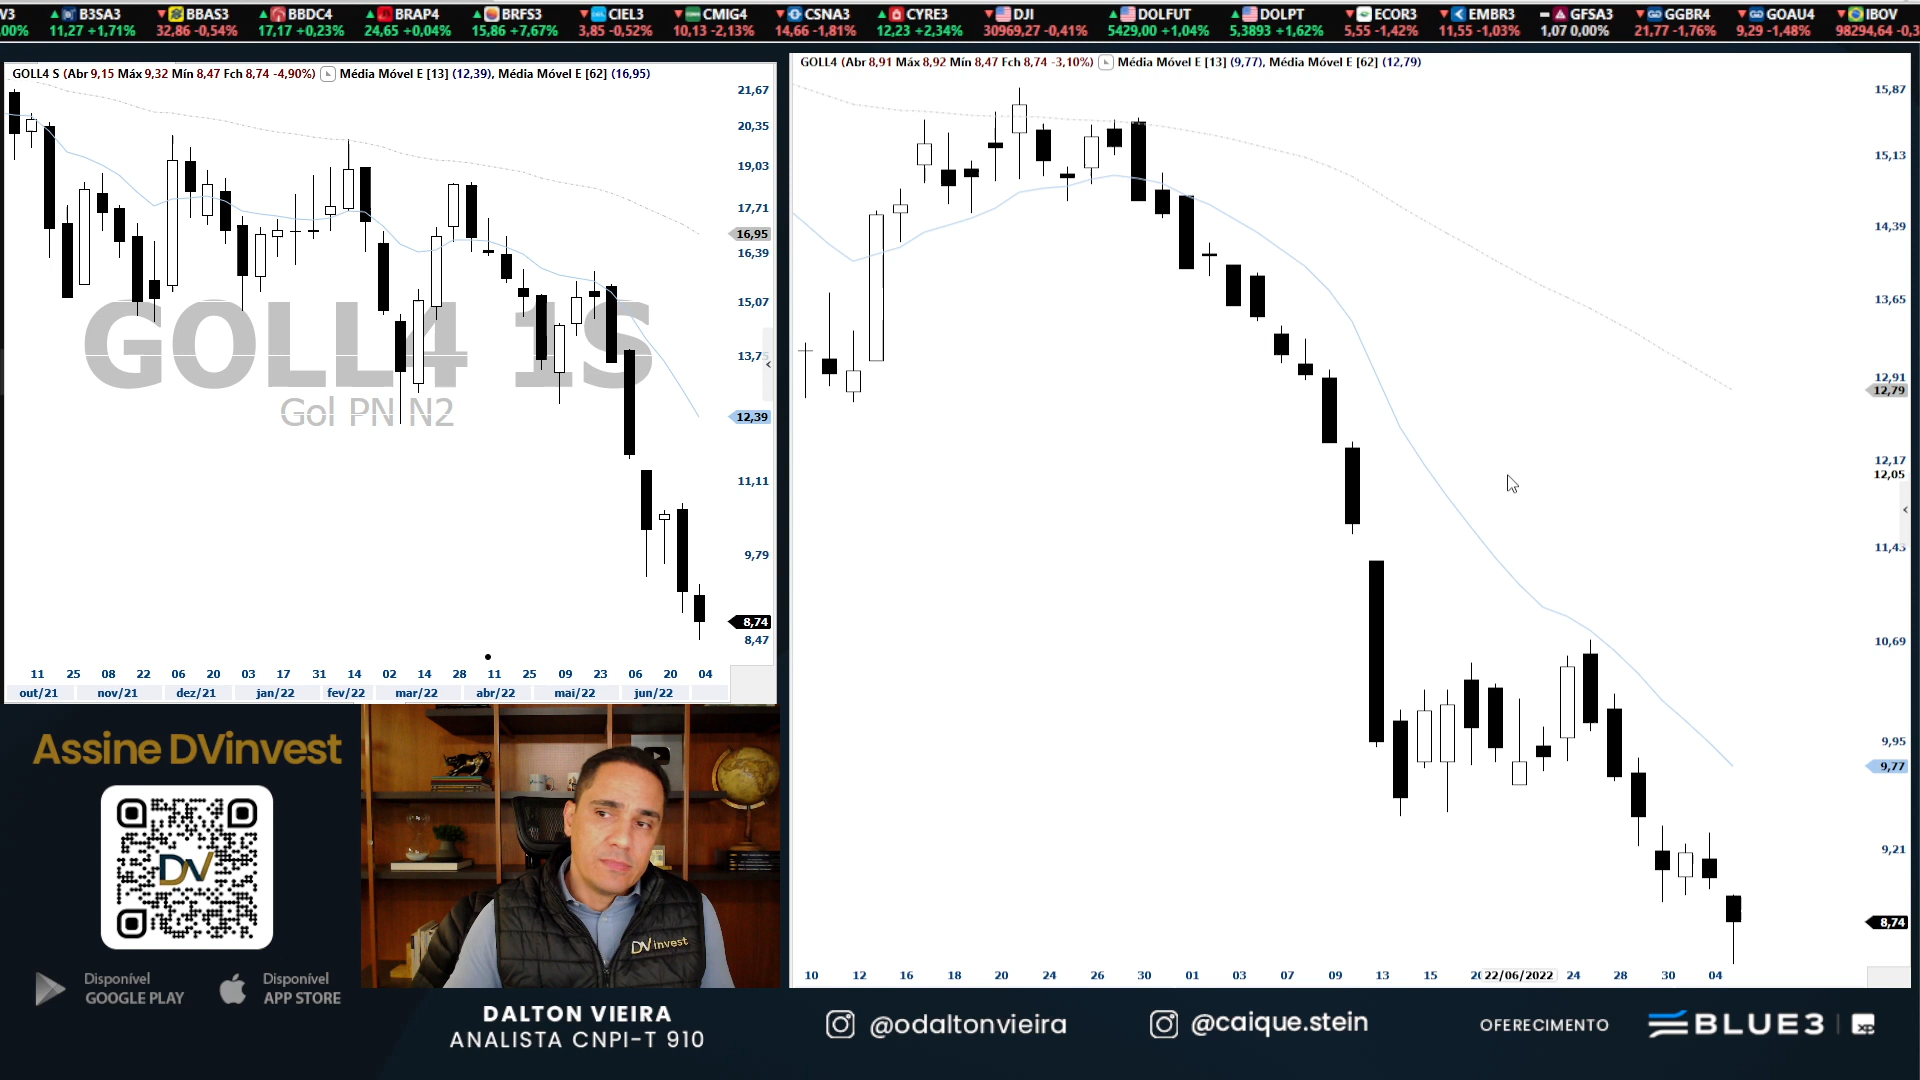 V3 B3SA3 BBAS3 BBDC4 BRAP4 BRFS3 CIEL3 CMIG4 CSNA3 CYRE3 DJI DOLFUT DOLPT ECOR3 EMBR3 GFSA3 GGBR4 GOAU4 IBOV
,00% 11,27 +1,71% 32,86 -0,54% 17,17 +0,23% 24,65 +0,04% 15,86 +7,67% 3,85 -0,52% 10,13 -2,13% 14,66 -1,81% 12,23 +2,34% 30969,27 -0,41% 5429,00 +1,04% 5,3893 +1,62% 5,55 -1,42% 11,55 -1,03% 1,07 0,00% 21,77 -1,76% 9,29 -1,48% 98294,64 -0,3
GOLL4 S (Abr 9,15 Máx 9,32 Mín 8,47 Fch 8,74 -4,90%) Média Móvel E [13] (12,39), Média Móvel E [62] (16,95)
21,67
20,35
19,03
17,71
16,95
16,39
15,07
13,75
12,39
11,11
9,79
8,74
8,47
GOLL4 1S
Gol PN N2
11 25 08 22 06 20 03 17 31 14 02 14 28 11 25 09 23 06 20 04
out/21 nov/21 dez/21 jan/22 fev/22 mar/22 abr/22 mai/22 jun/22
GOLL4 (Abr 8,91 Máx 8,92 Mín 8,47 Fch 8,74 -3,10%) Média Móvel E [13] (9,77), Média Móvel E [62] (12,79)
15,87
15,13
14,39
13,65
12,91
12,79
12,17
12,05
11,43
10,69
9,95
9,77
9,21
8,74
10 12 16 18 20 24 26 30 01 03 07 09 13 15 20 22/06/2022 24 28 30 04
Assine DVinvest
DV
Disponível
GOOGLE PLAY
Disponível
APP STORE
DVinvest
DALTON VIEIRA
ANALISTA CNPI-T 910
@odaltonvieira
@caique.stein
OFERECIMENTO
BLUE3
xp